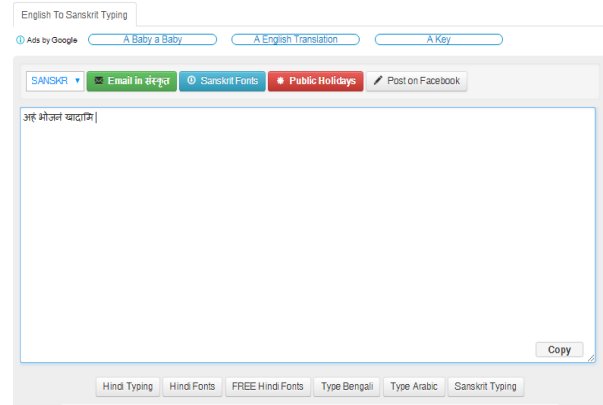 English To Sanskrit Typing
Ads by Google A Baby a Baby A English Translation A Key
SANSKR Email in संस्कृत Sanskrit Fonts Public Holidays Post on Facebook
अहं भोजनं खादामि
Copy
Hindi Typing Hindi Fonts FREE Hindi Fonts Type Bengali Type Arabic Sanskrit Typing